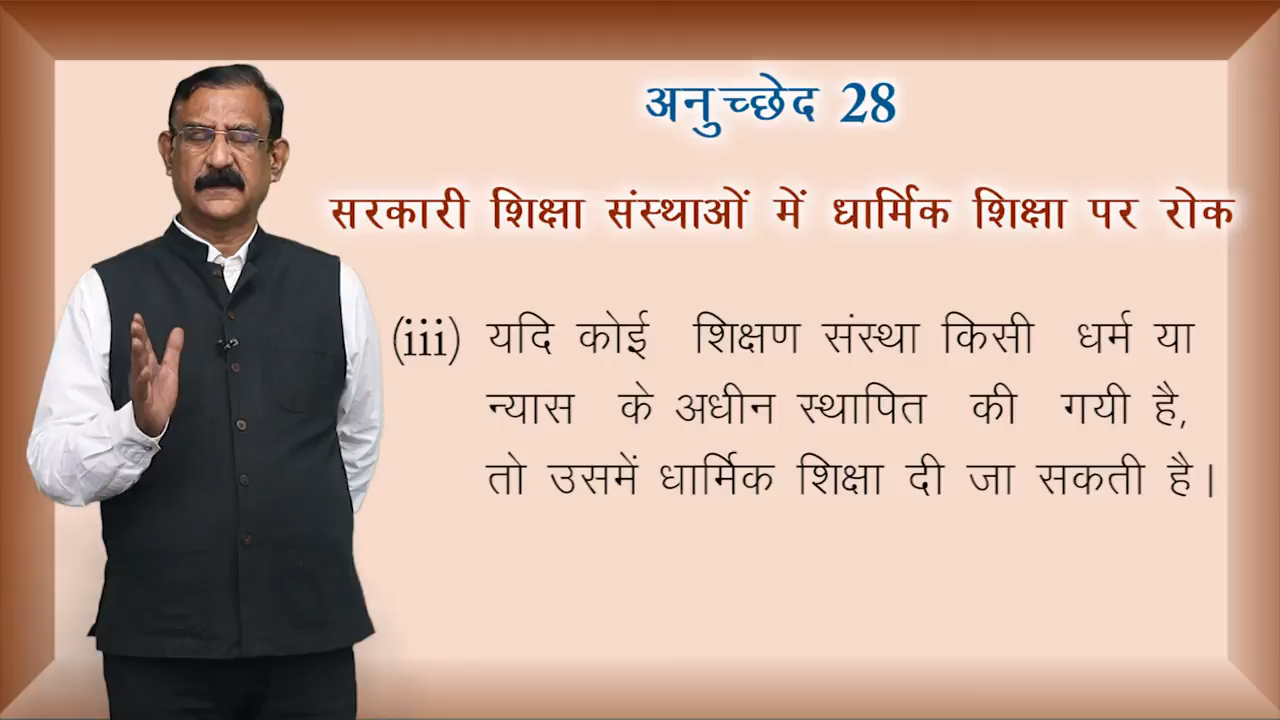 अनुच्छेद 28
सरकारी शिक्षा संस्थाओं में धार्मिक शिक्षा पर रोक
(iii) यदि कोई शिक्षण संस्था किसी धर्म या
न्यास के अधीन स्थापित की गयी है,
तो उसमें धार्मिक शिक्षा दी जा सकती है।